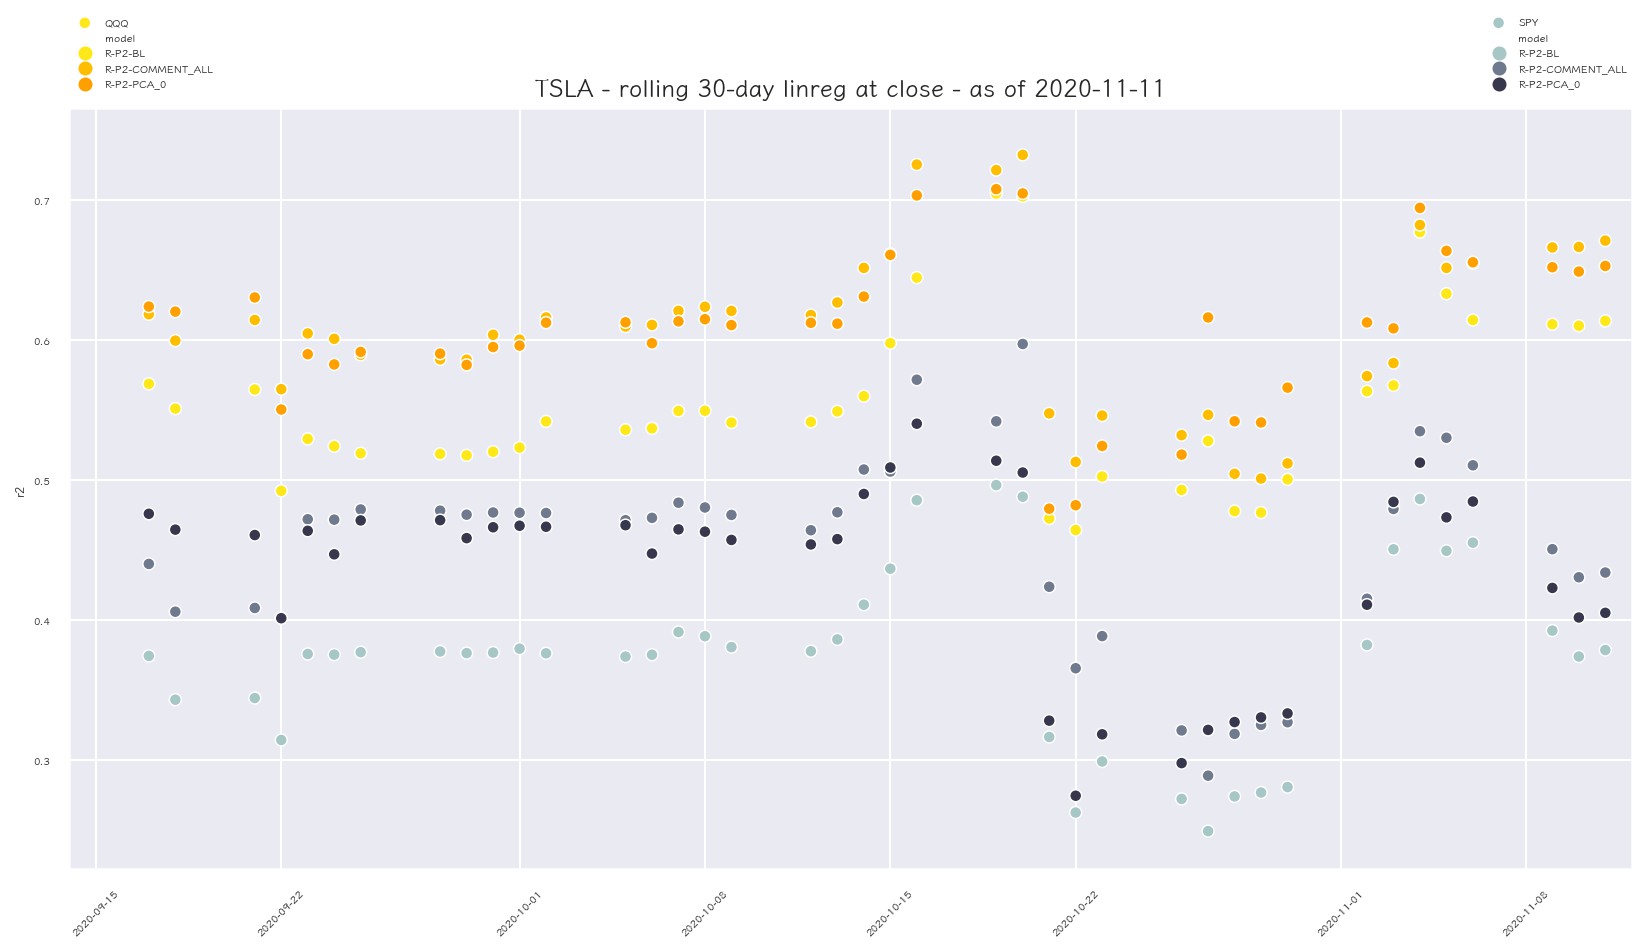 QQQ
model
R-P2-BL
R-P2-COMMENT_ALL
R-P2-PCA_0
SPY
model
R-P2-BL
R-P2-COMMENT_ALL
R-P2-PCA_0
TSLA - rolling 30-day linreg at close - as of 2020-11-11
0.7
0.6
0.5
0.4
0.3
r2
2020-09-15
2020-09-22
2020-10-01
2020-10-08
2020-10-15
2020-10-22
2020-11-01
2020-11-08